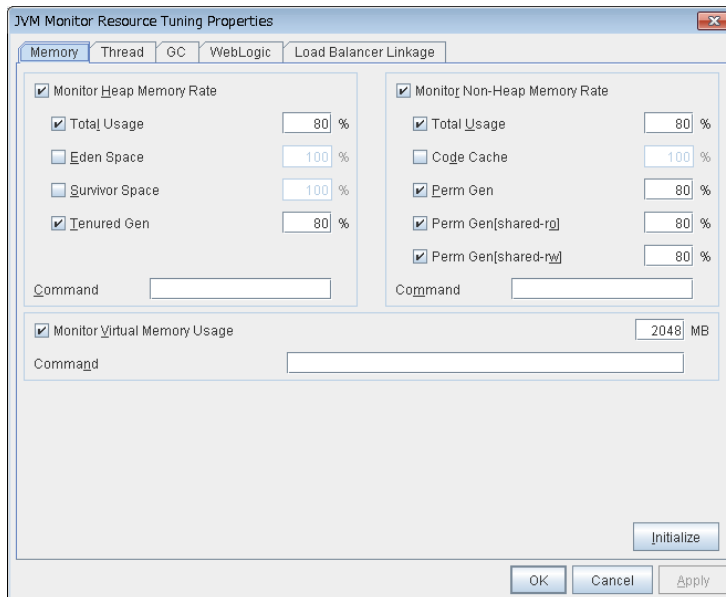 JVM Monitor Resource Tuning Properties
Memory Thread GC WebLogic Load Balancer Linkage
Monitor Heap Memory Rate
Total Usage 80 %
Eden Space 100 %
Survivor Space 100 %
Tenured Gen 80 %
Command
Monitor Non-Heap Memory Rate
Total Usage 80 %
Code Cache 100 %
Perm Gen 80 %
Perm Gen[shared-ro] 80 %
Perm Gen[shared-rw] 80 %
Command
Monitor Virtual Memory Usage 2048 MB
Command
Initialize
OK Cancel Apply